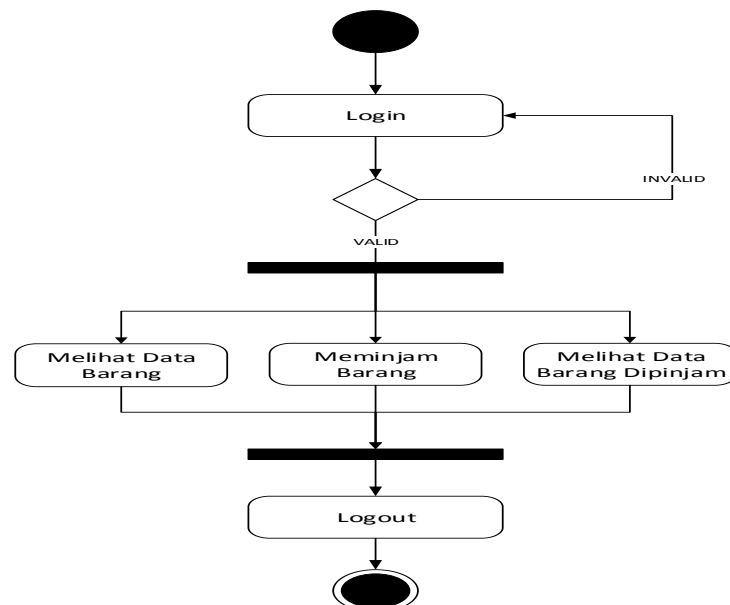 Login
INVALID
VALID
Melihat Data
Barang
Meminjam
Barang
Melihat Data
Barang Dipinjam
Logout